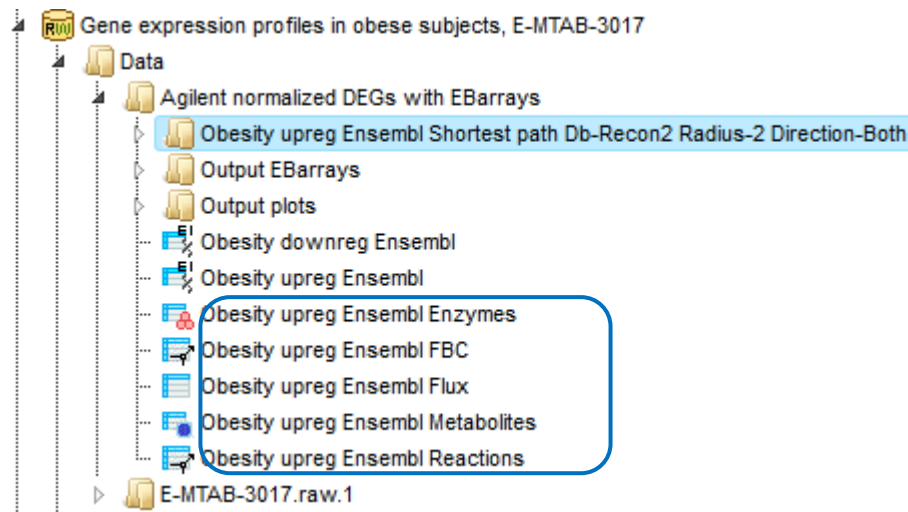 RW Gene expression profiles in obese subjects, E-MTAB-3017
Data
Agilent normalized DEGs with EBarrays
Obesity upreg Ensembl Shortest path Db-Recon2 Radius-2 Direction-Both
Output EBarrays
Output plots
Obesity downreg Ensembl
Obesity upreg Ensembl
Obesity upreg Ensembl Enzymes
Obesity upreg Ensembl FBC
Obesity upreg Ensembl Flux
Obesity upreg Ensembl Metabolites
Obesity upreg Ensembl Reactions
E-MTAB-3017.raw.1